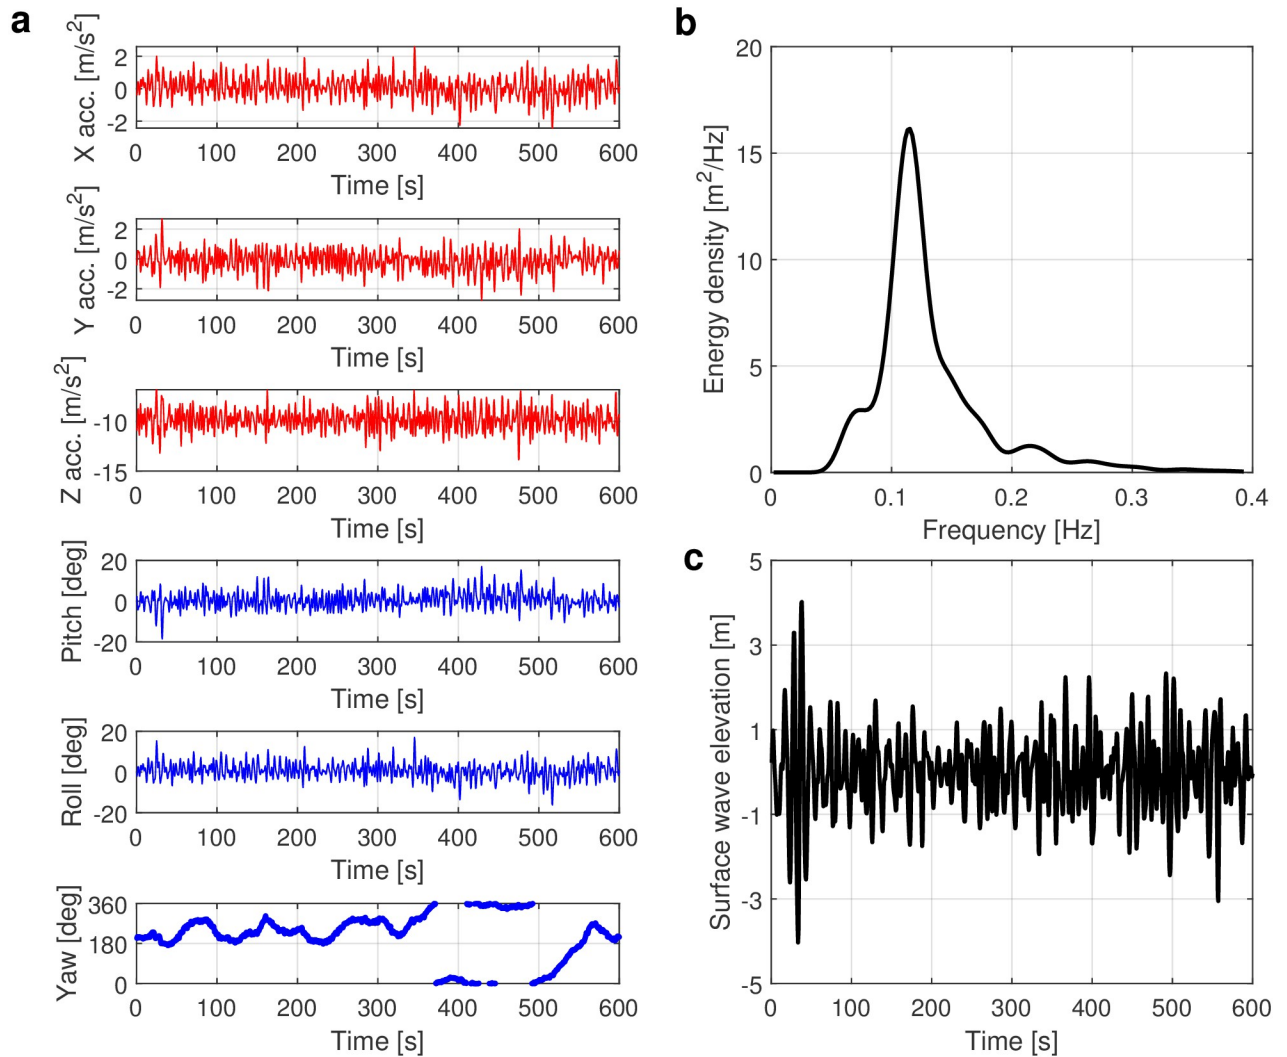 a
X acc. [m/s²]
2
0
-2
0 100 200 300 400 500 600
Time [s]
Y acc. [m/s²]
2
0
-2
0 100 200 300 400 500 600
Time [s]
Z acc. [m/s²]
-10
-15
0 100 200 300 400 500 600
Time [s]
Pitch [deg]
20
0
-20
0 100 200 300 400 500 600
Time [s]
Roll [deg]
20
0
-20
0 100 200 300 400 500 600
Time [s]
Yaw [deg]
360
180
0
0 100 200 300 400 500 600
Time [s]
b
Energy density [m²/Hz]
20
15
10
5
0
0 0.1 0.2 0.3 0.4
Frequency [Hz]
c
Surface wave elevation [m]
5
3
1
-1
-3
-5
0 100 200 300 400 500 600
Time [s]